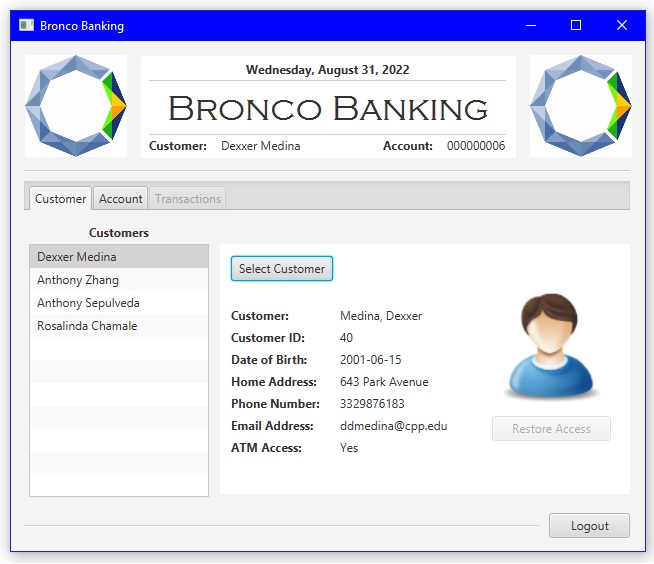 Bronco Banking
Wednesday, August 31, 2022
BRONCO BANKING
Customer: Dexxer Medina Account: 000000006
Customer Account Transactions
Customers
Dexxer Medina
Anthony Zhang
Anthony Sepulveda
Rosalinda Chamale
Select Customer
Customer: Medina, Dexxer
Customer ID: 40
Date of Birth: 2001-06-15
Home Address: 643 Park Avenue
Phone Number: 3329876183
Email Address: ddmedina@cpp.edu
ATM Access: Yes
Restore Access
Logout